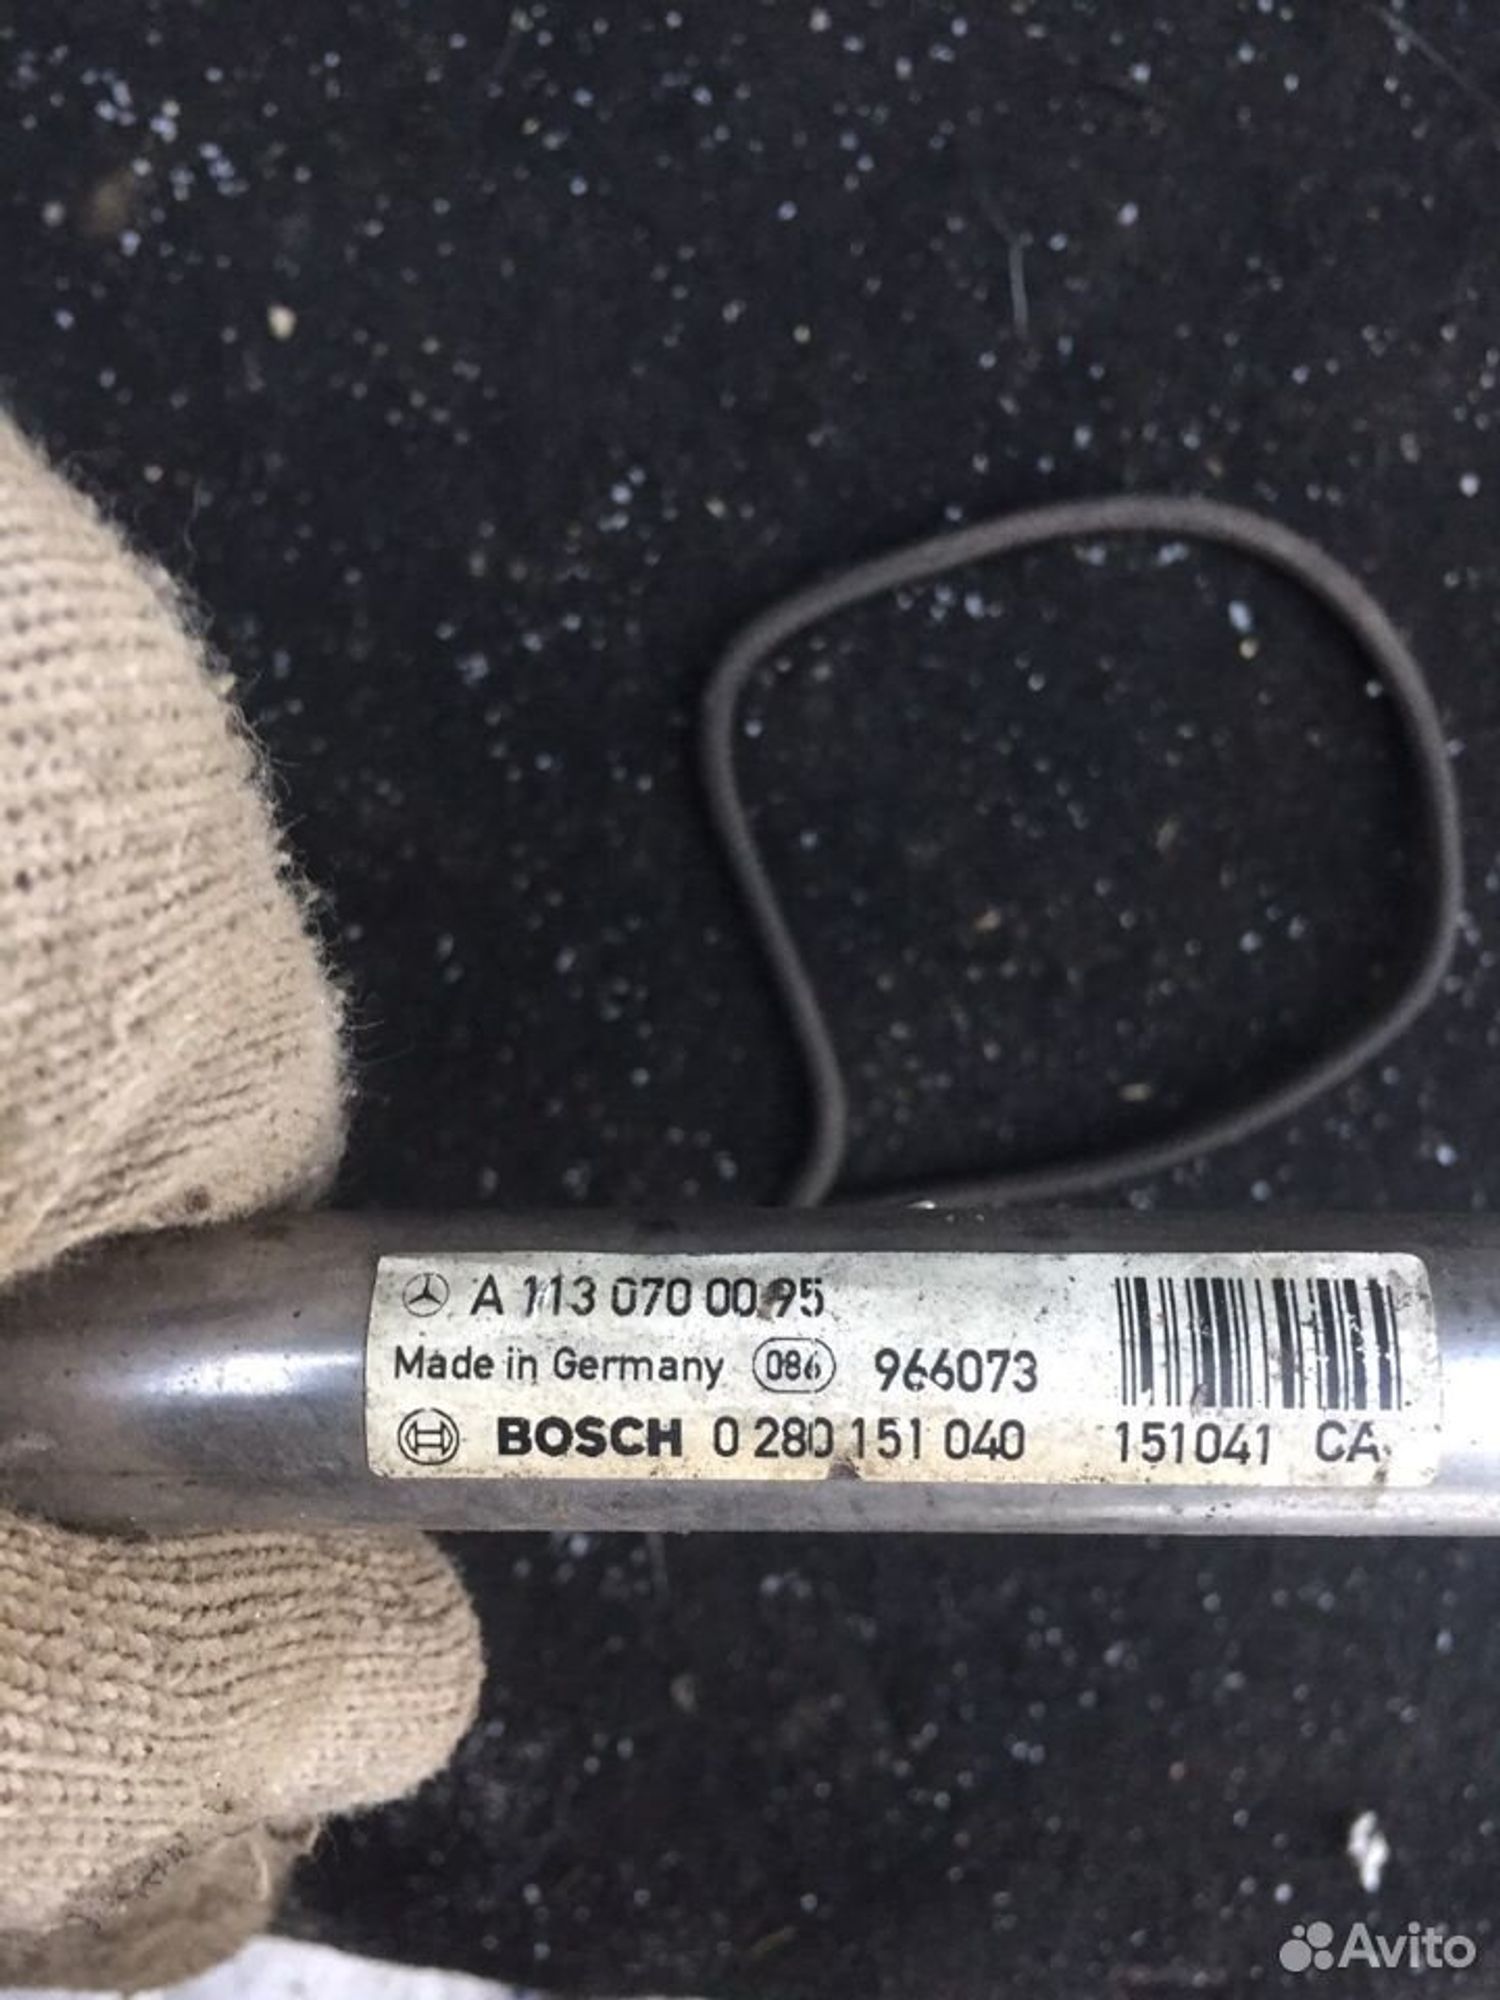 A 113 070 00 95
Made in Germany 086 966073
BOSCH 0 280 151 040 151041 CA
Avito